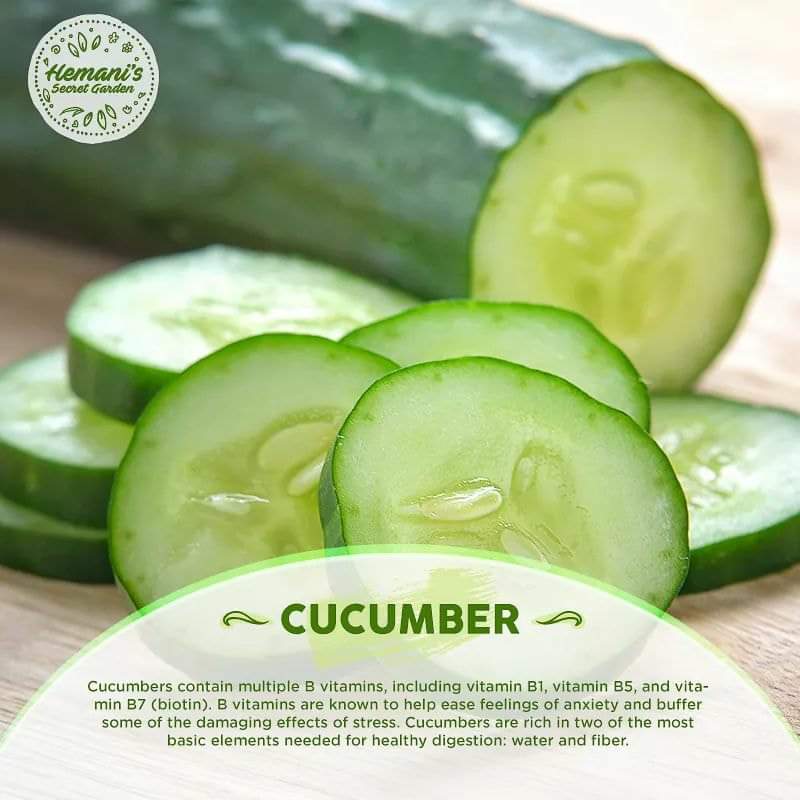 Hemani's
Secret Garden
CUCUMBER
Cucumbers contain multiple B vitamins, including vitamin B1, vitamin B5, and vita-
min B7 (biotin). B vitamins are known to help ease feelings of anxiety and buffer
some of the damaging effects of stress. Cucumbers are rich in two of the most
basic elements needed for healthy digestion: water and fiber.